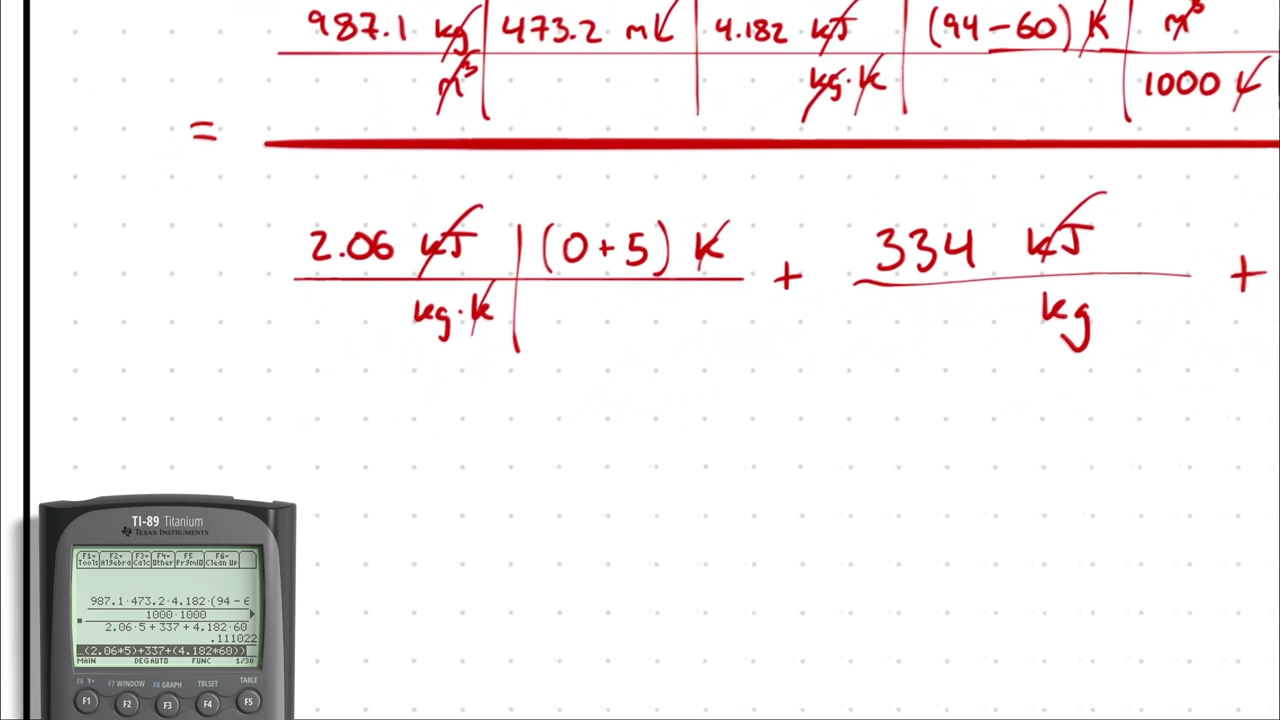 987.1 kg | 473.2 mL | 4.182 kJ | (94 - 60) K | m³
m³ | kg·K | 1000 L
=
2.06 kJ | (0 + 5) K + 334 kJ +
kg·K | kg
TI-89 Titanium
TEXAS INSTRUMENTS
F1 F2 F3 F4 F5 F6
Tools Algebra Calc Other PrgmIO Clean Up
987.1·473.2·4.182·(94 - 6
1000·1000
2.06·5 + 337 + 4.182·60
.111022
…(2.06*5)+337+(4.182*60))
MAIN DEG AUTO FUNC 1/30
F6 F7 WINDOW F8 GRAPH TBLSET TABLE
F1 F2 F3 F4 F5